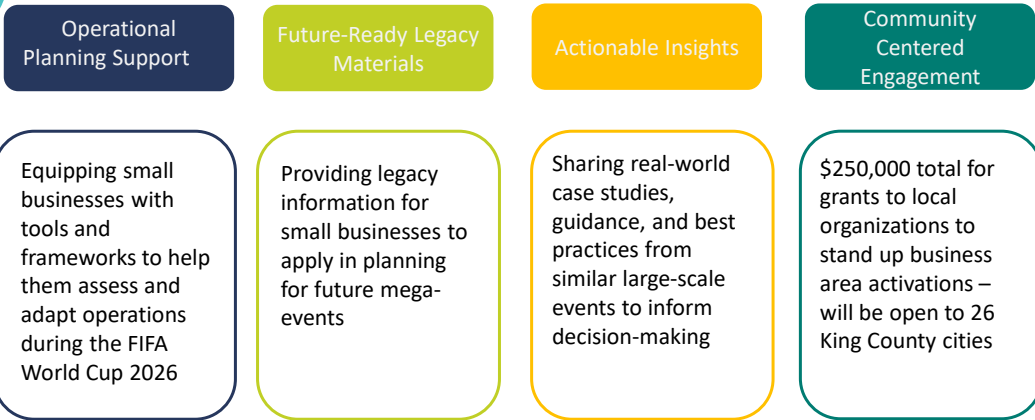 Operational
Planning Support
Future-Ready Legacy
Materials
Actionable Insights
Community
Centered
Engagement
Equipping small
businesses with
tools and
frameworks to help
them assess and
adapt operations
during the FIFA
World Cup 2026
Providing legacy
information for
small businesses to
apply in planning
for future mega-
events
Sharing real-world
case studies,
guidance, and best
practices from
similar large-scale
events to inform
decision-making
$250,000 total for
grants to local
organizations to
stand up business
area activations –
will be open to 26
King County cities